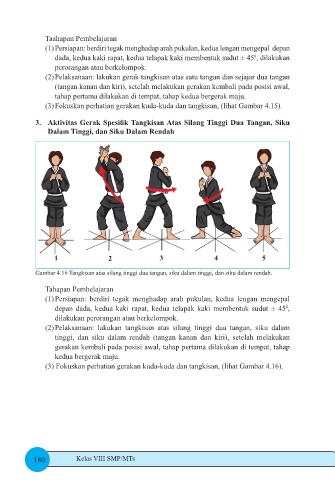 Taahapan Pembelajaran
(1) Persiapan: berdiri tegak menghadap arah pukulan, kedua lengan mengepal depan
dada, kedua kaki rapat, kedua telapak kaki membentuk sudut ± 45⁰, dilakukan
perorangan atau berkelompok.
(2) Pelaksanaan: lakukan gerak tangkisan atas satu tangan dan sejajar dua tangan
(tangan kanan dan kiri), setelah melakukan gerakan kembali pada posisi awal,
tahap pertama dilakukan di tempat, tahap kedua bergerak maju.
(3) Fokuskan perhatian gerakan kuda-kuda dan tangkisan, (lihat Gambar 4.15).
3. Aktivitas Gerak Spesifik Tangkisan Atas Silang Tinggi Dua Tangan, Siku
Dalam Tinggi, dan Siku Dalam Rendah
1 2 3 4 5
Gambar 4.16 Tangkisan atas silang tinggi dua tangan, siku dalam tinggi, dan siku dalam rendah.
Tahapan Pembelajaran
(1) Persiapan: berdiri tegak menghadap arah pukulan, kedua lengan mengepal
depan dada, kedua kaki rapat, kedua telapak kaki membentuk sudut ± 45⁰,
dilakukan perorangan atau berkelompok.
(2) Pelaksanaan: lakukan tangkisan atas silang tinggi dua tangan, siku dalam
tinggi, dan siku dalam rendah (tangan kanan dan kiri), setelah melakukan
gerakan kembali pada posisi awal, tahap pertama dilakukan di tempat, tahap
kedua bergerak maju.
(3) Fokuskan perhatian gerakan kuda-kuda dan tangkisan, (lihat Gambar 4.16).
180 Kelas VIII SMP/MTs